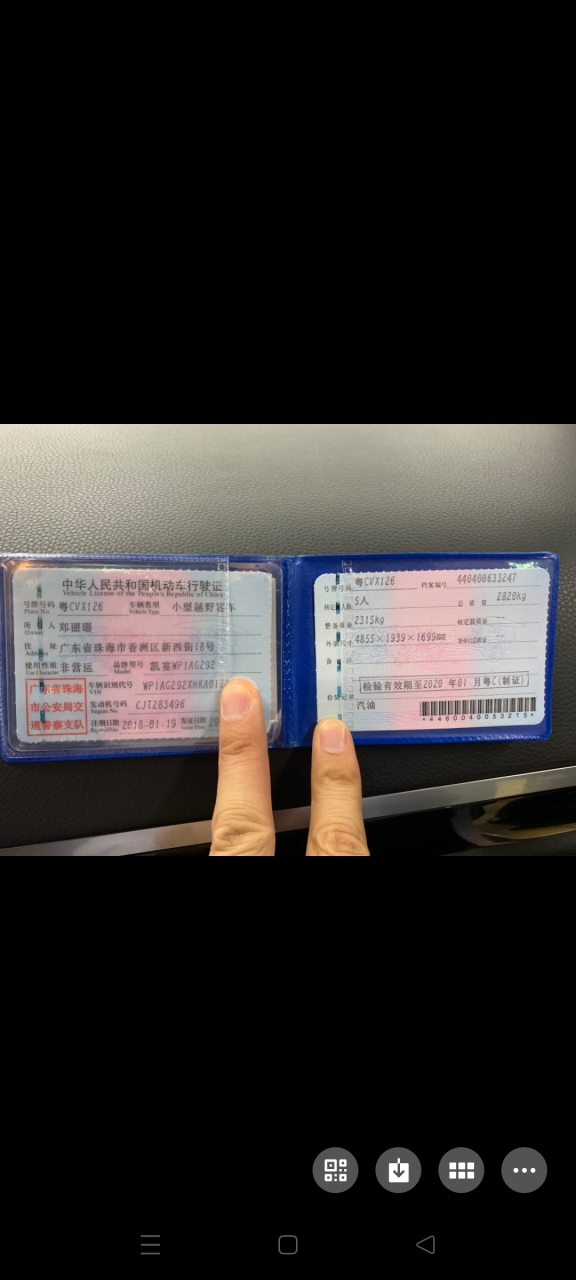 中华人民共和国机动车行驶证
Vehicle License of the People's Republic of China
号牌号码 粤CVX126 车辆类型 小型越野客车
Plate No. Vehicle Type
所有人 郑丽珊
Owner
住址 广东省珠海市香洲区新西街18号
Address
使用性质 非营运 品牌型号 凯宴WP1AG292
Use Character Model
广东省珠海
市公安局交
通警察支队
车辆识别代号 WP1AG292XHKA0
VIN
发动机号码 CJT283496
Engine No.
注册日期 2018-01-19 发证日期 20
Register Date Issue Date
号牌号码 粤CVX126 档案编号 440400633247
核定载人数 5人 总质量 2820kg
整备质量 2315kg 核定载质量
外廓尺寸 4855×1939×1699mm 准牵引总质量
备注
检验有效期至2020 年01 月粤C(制证)
检验记录
汽油
*4460040053215*